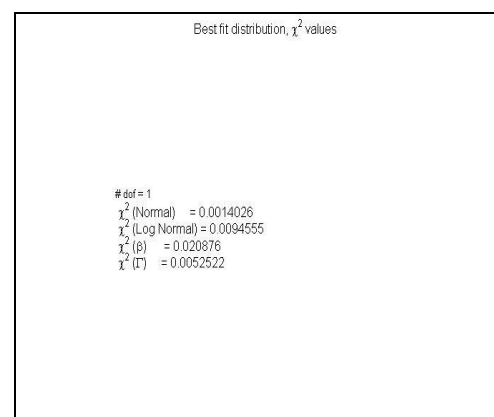 Best fit distribution, χ² values
# dof = 1
χ² (Normal) = 0.0014026
χ² (Log Normal) = 0.0094555
χ² (β) = 0.020876
χ² (Γ) = 0.0052522